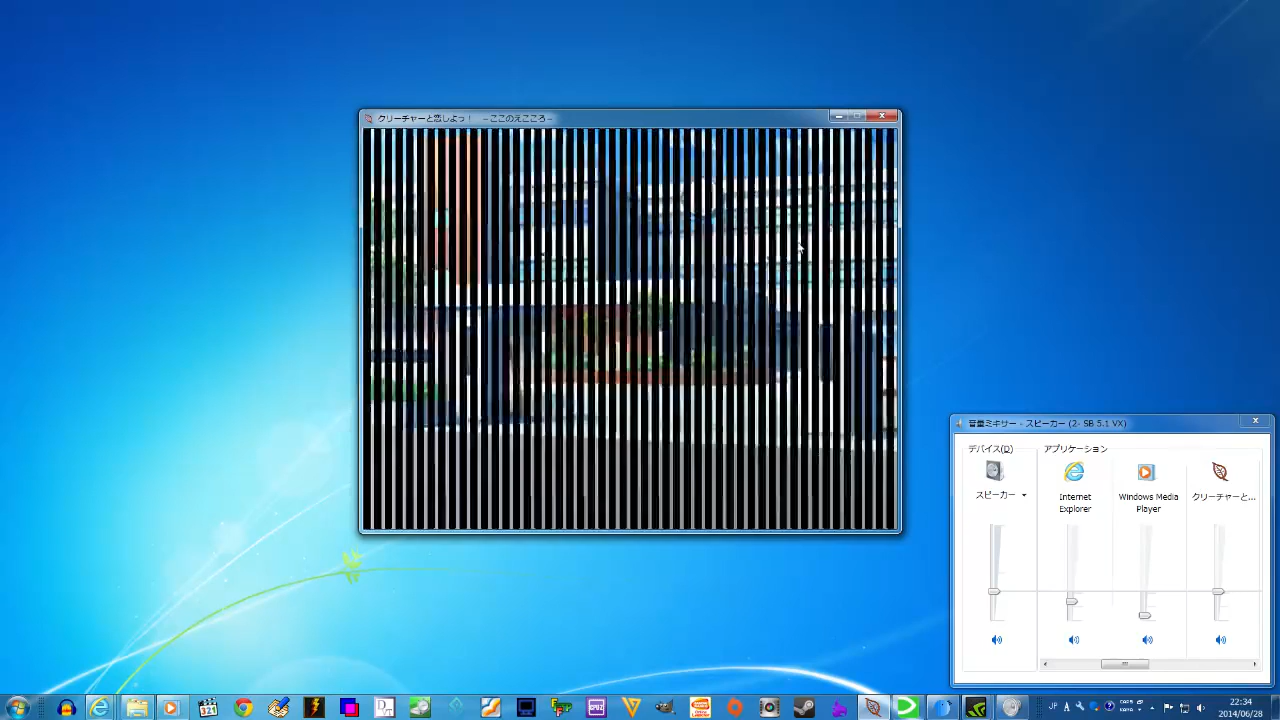 クリーチャーと恋しよっ！ －ここのえこころ－
音量ミキサー - スピーカー (2- SB 5.1 VX)
デバイス(D)
アプリケーション
スピーカー
Internet Explorer
Windows Media Player
クリーチャーと...
JP
22:34
2014/06/28